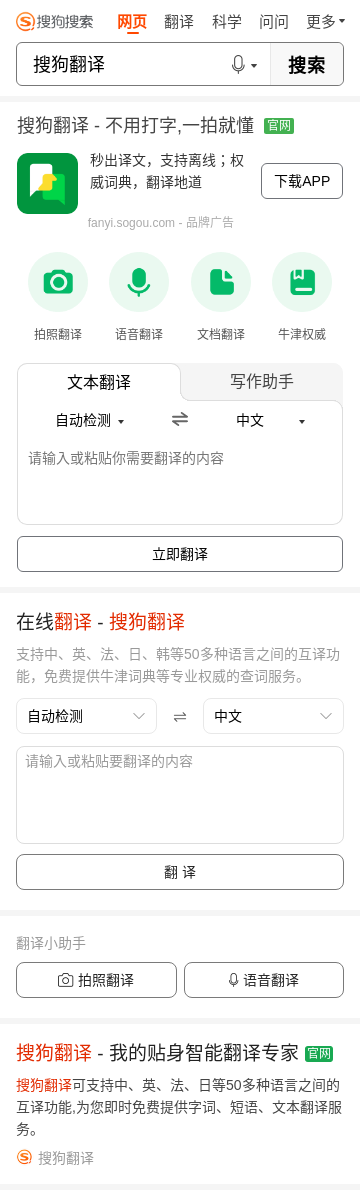 搜狗搜索 网页 翻译 科学 问问 更多
搜狗翻译 搜索
搜狗翻译 - 不用打字,一拍就懂 官网
秒出译文，支持离线；权
威词典，翻译地道
下载APP
fanyi.sogou.com - 品牌广告
拍照翻译 语音翻译 文档翻译 牛津权威
文本翻译 写作助手
自动检测 中文
请输入或粘贴你需要翻译的内容
立即翻译
在线翻译 - 搜狗翻译
支持中、英、法、日、韩等50多种语言之间的互译功
能，免费提供牛津词典等专业权威的查词服务。
自动检测 中文
请输入或粘贴要翻译的内容
翻 译
翻译小助手
拍照翻译 语音翻译
搜狗翻译 - 我的贴身智能翻译专家 官网
搜狗翻译可支持中、英、法、日等50多种语言之间的
互译功能,为您即时免费提供字词、短语、文本翻译服
务。
搜狗翻译